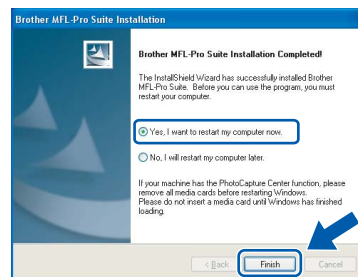 Brother MFL-Pro Suite Installation
Brother MFL-Pro Suite Installation Completed!
The InstallShield Wizard has successfully installed Brother
MFL-Pro Suite. Before you can use the program, you must
restart your computer.
Yes, I want to restart my computer now.
No, I will restart my computer later.
If your machine has the PhotoCapture Center function, please
remove all media cards before restarting Windows.
Please do not insert a media card until Windows has finished
loading.
< Back Finish Cancel